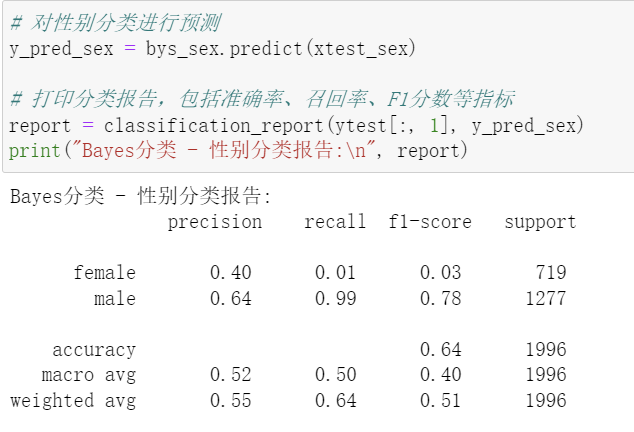 # 对性别分类进行预测
y_pred_sex = bys_sex.predict(xtest_sex)
# 打印分类报告，包括准确率、召回率、F1分数等指标
report = classification_report(ytest[:, 1], y_pred_sex)
print("Bayes分类 - 性别分类报告:\n", report)
Bayes分类 - 性别分类报告:
precision recall f1-score support
female 0.40 0.01 0.03 719
male 0.64 0.99 0.78 1277
accuracy 0.64 1996
macro avg 0.52 0.50 0.40 1996
weighted avg 0.55 0.64 0.51 1996